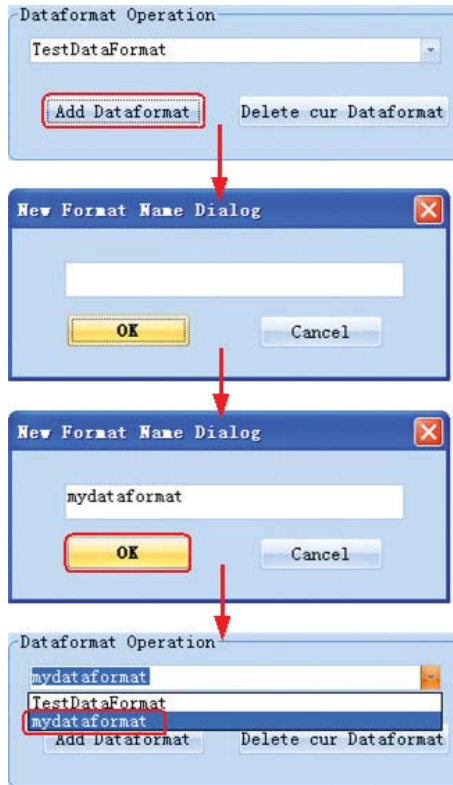 Dataformat Operation
TestDataFormat
Add Dataformat Delete cur Dataformat
New Format Name Dialog
OK Cancel
New Format Name Dialog
mydataformat
OK Cancel
Dataformat Operation
mydataformat
TestDataFormat
mydataformat
Add Dataformat Delete cur Dataformat